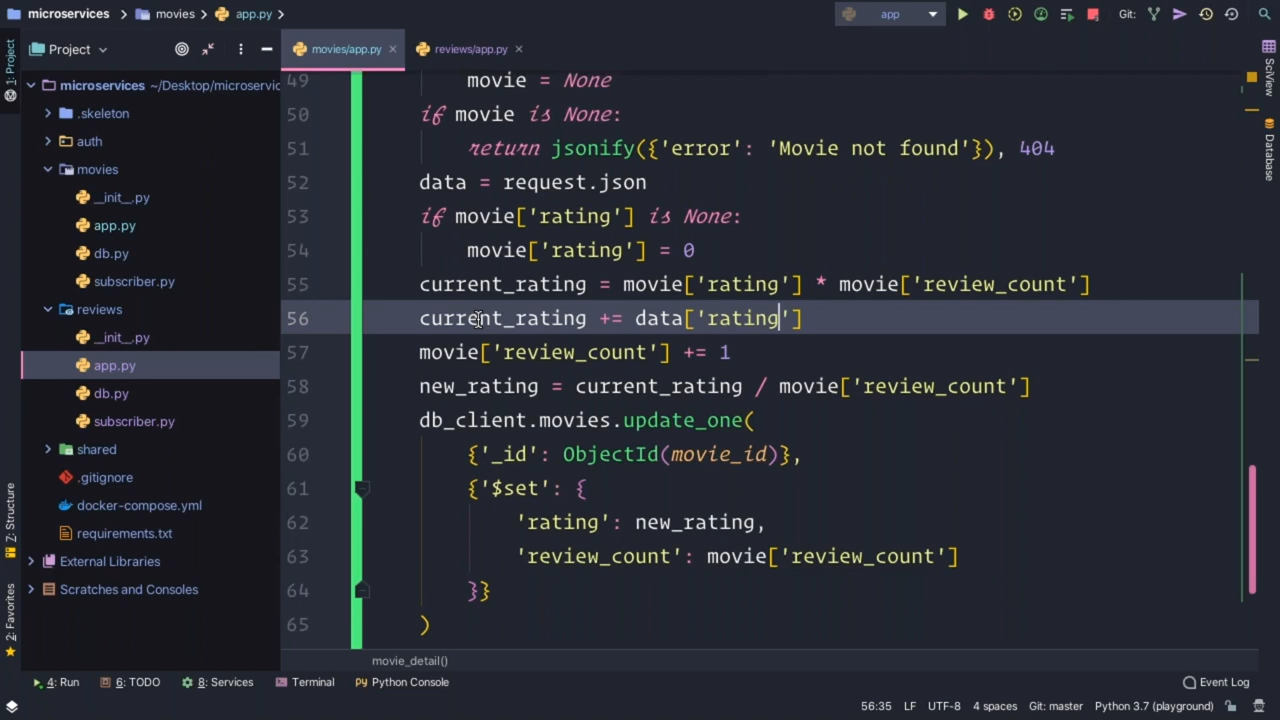 microservices movies app.py app Git:
1: Project
Project
movies/app.py
reviews/app.py
microservices ~/Desktop/microservic
.skeleton
auth
movies
__init__.py
app.py
db.py
subscriber.py
reviews
__init__.py
app.py
db.py
subscriber.py
shared
.gitignore
docker-compose.yml
requirements.txt
External Libraries
Scratches and Consoles
Z: Structure
2: Favorites
49 movie = None
50 if movie is None:
51 return jsonify({'error': 'Movie not found'}), 404
52 data = request.json
53 if movie['rating'] is None:
54 movie['rating'] = 0
55 current_rating = movie['rating'] * movie['review_count']
56 current_rating += data['rating']
57 movie['review_count'] += 1
58 new_rating = current_rating / movie['review_count']
59 db_client.movies.update_one(
60 {'_id': ObjectId(movie_id)},
61 {'$set': {
62 'rating': new_rating,
63 'review_count': movie['review_count']
64 }}
65 )
SciView
Database
movie_detail()
4: Run 6: TODO 8: Services Terminal Python Console Event Log
56:35 LF UTF-8 4 spaces Git: master Python 3.7 (playground)